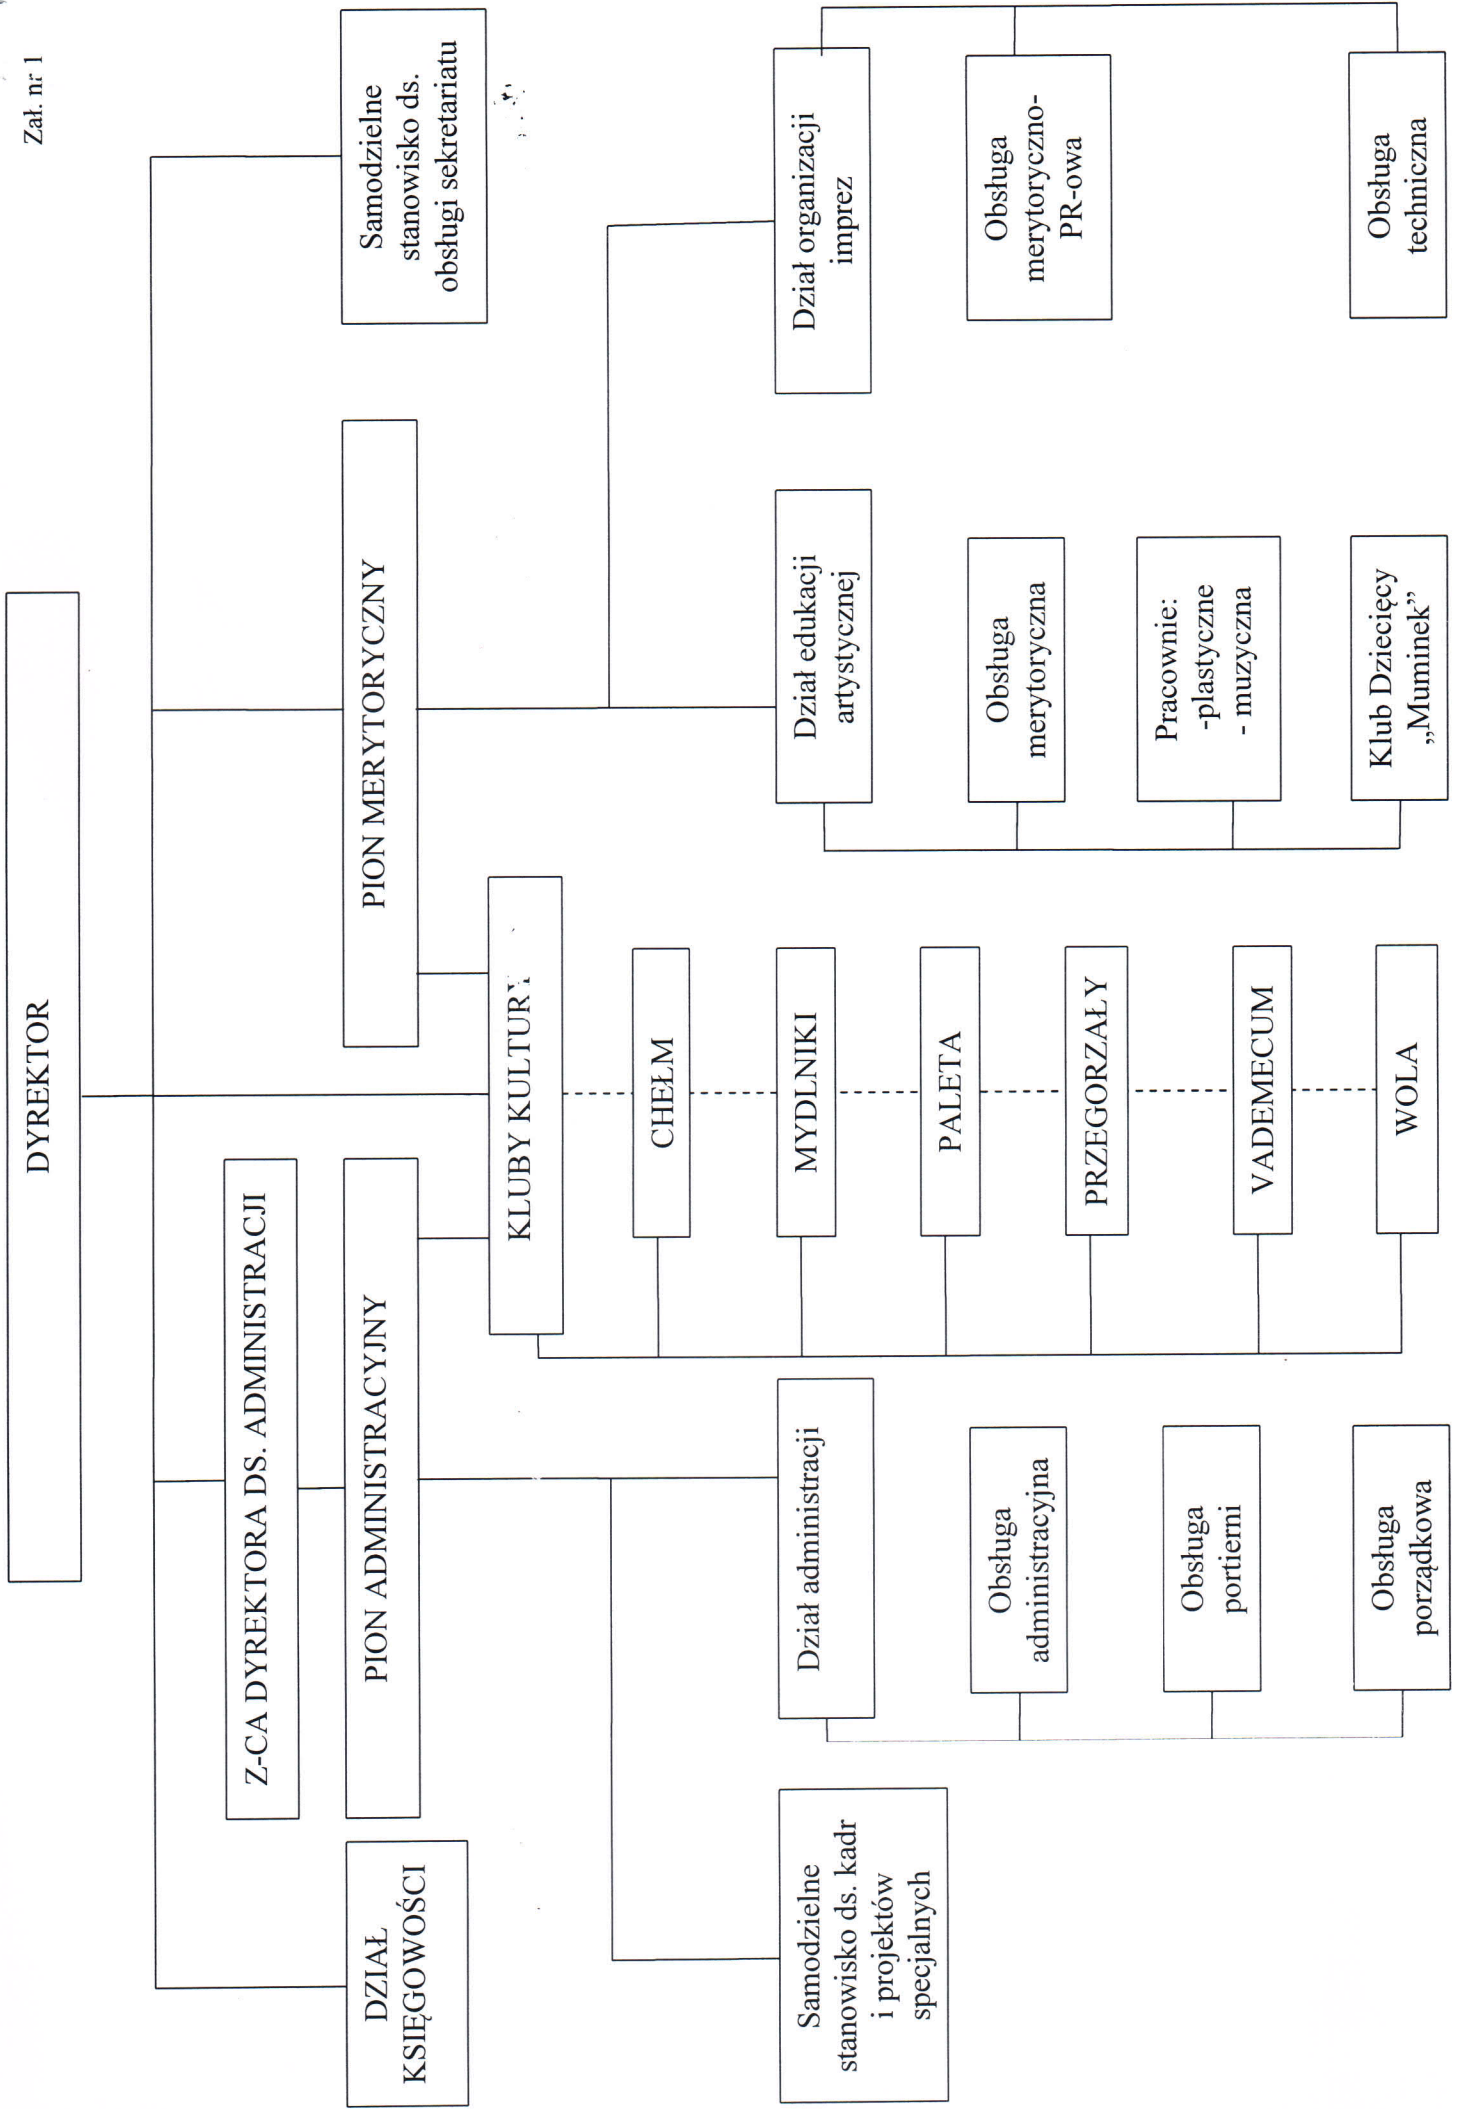 Zał. nr 1
DYREKTOR
Z-CA DYREKTORA DS. ADMINISTRACJI
DZIAŁ
KSIĘGOWOŚCI
PION ADMINISTRACYJNY
PION MERYTORYCZNY
Samodzielne
stanowisko ds.
obsługi sekretariatu
KLUBY KULTURY
CHEŁM
MYDLNIKI
PALETA
PRZEGORZAŁY
VADEMECUM
WOLA
Samodzielne
stanowisko ds. kadr
i projektów
specjalnych
Dział administracji
Obsługa
administracyjna
Obsługa
portierni
Obsługa
porządkowa
Dział edukacji
artystycznej
Obsługa
merytoryczna
Pracownie:
-plastyczne
- muzyczna
Klub Dziecięcy
„Muminek”
Dział organizacji
imprez
Obsługa
merytoryczno-
PR-owa
Obsługa
techniczna